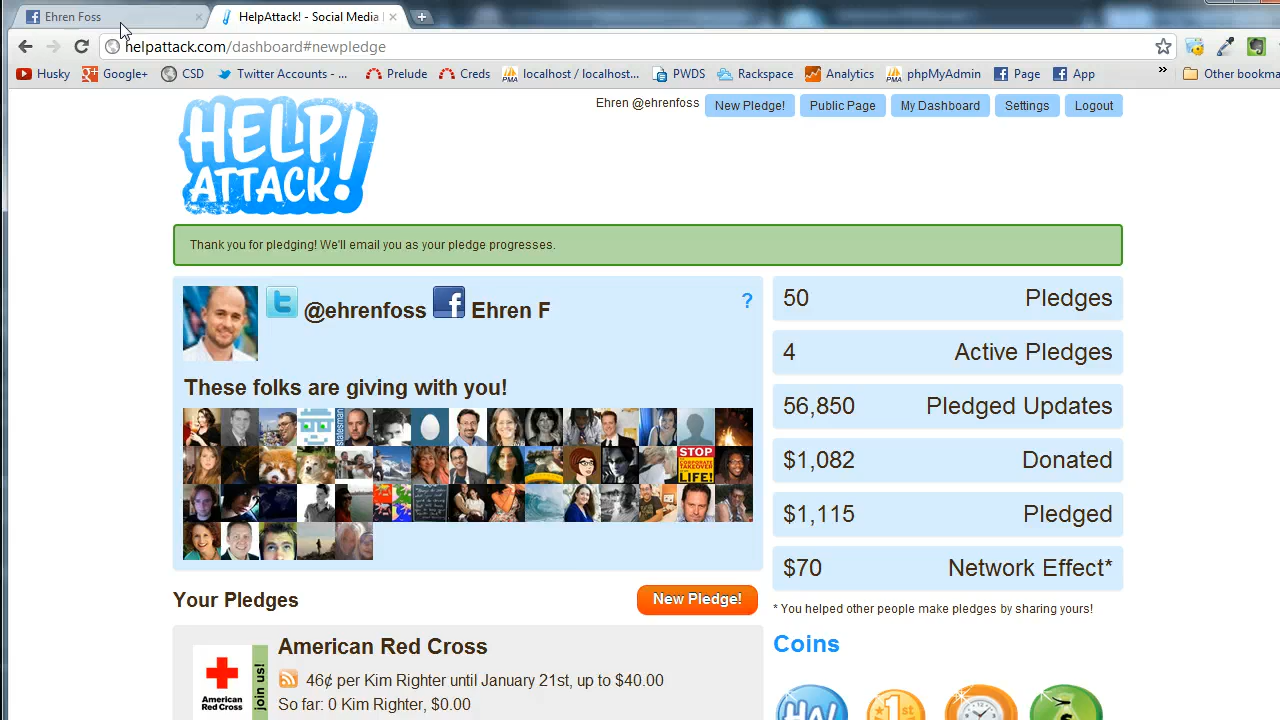 Ehren Foss
HelpAttack! - Social Media
helpattack.com/dashboard#newpledge
Husky Google+ CSD Twitter Accounts - ... Prelude Creds localhost / localhost... PWDS Rackspace Analytics phpMyAdmin Page App » Other bookma
HELP ATTACK!
Ehren @ehrenfoss New Pledge! Public Page My Dashboard Settings Logout
Thank you for pledging! We'll email you as your pledge progresses.
@ehrenfoss Ehren F ?
These folks are giving with you!
STOP
CORPORATE
TAKEOVER
LIFE!
50 Pledges
4 Active Pledges
56,850 Pledged Updates
$1,082 Donated
$1,115 Pledged
$70 Network Effect*
* You helped other people make pledges by sharing yours!
Your Pledges New Pledge!
Coins
American Red Cross
46¢ per Kim Righter until January 21st, up to $40.00
So far: 0 Kim Righter, $0.00
American
Red Cross
join us!
HA!
1st
$